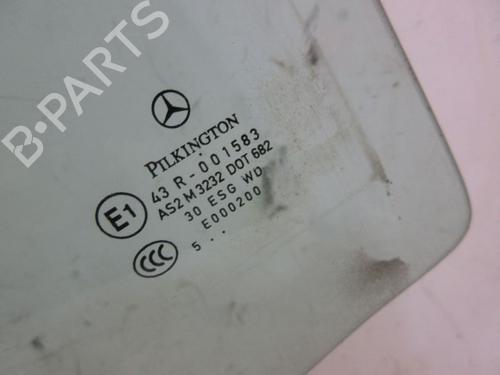 B-PARTS
PILKINGTON
43 R - 001583
AS2 M3232 DOT 682
30 ESG WD
E000200
E1
CCC
5 . .